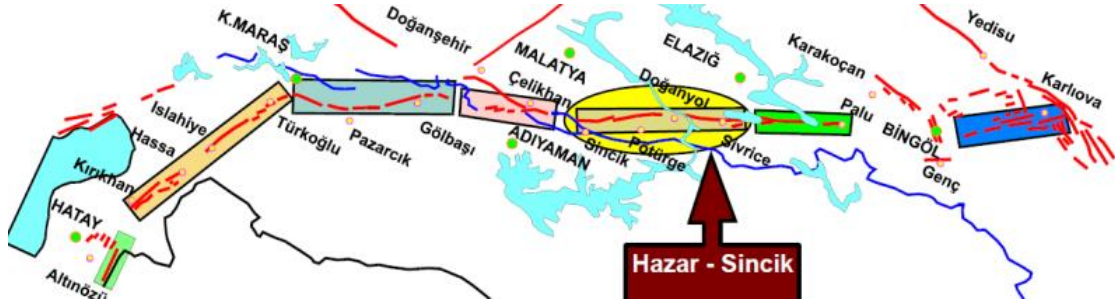 K.MARAŞ
Doğanşehir
MALATYA
ELAZIĞ
Karakoçan
Yedisu
Karlıova
Islahiye
Hassa
Kırıkhan
HATAY
Altınözü
Türkoğlu
Pazarcık
Gölbaşı
Çelikhan
ADIYAMAN
Sincik
Pötürge
Doğanyol
Sivrice
Palu
BİNGÖL
Genç
Hazar - Sincik